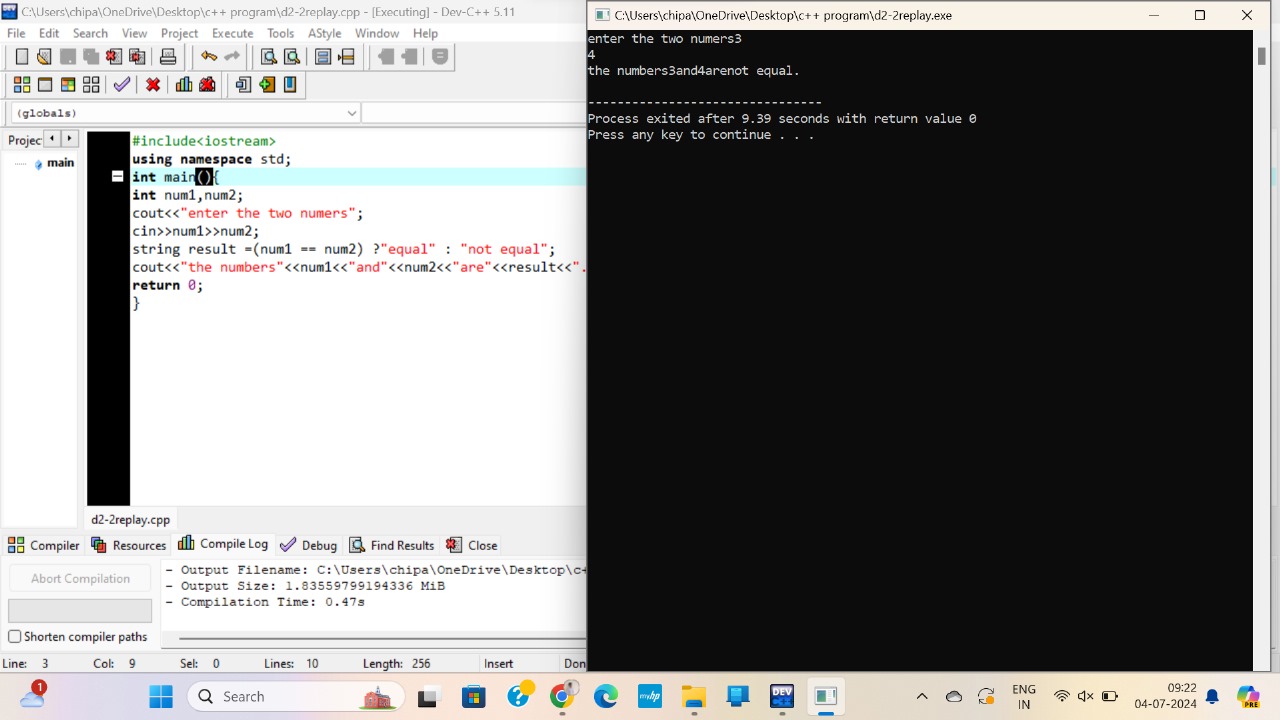 C:\Users\chipa\OneDrive\Desktop\c++ program\d2-2replay.cpp - [Executing] - Dev-C++ 5.11
File Edit Search View Project Execute Tools AStyle Window Help
(globals)
Projec
main
#include<iostream>
using namespace std;
int main(){
int num1,num2;
cout<<"enter the two numers";
cin>>num1>>num2;
string result =(num1 == num2) ?"equal" : "not equal";
cout<<"the numbers"<<num1<<"and"<<num2<<"are"<<result<<".
return 0;
}
d2-2replay.cpp
Compiler Resources Compile Log Debug Find Results Close
Abort Compilation
Shorten compiler paths
- Output Filename: C:\Users\chipa\OneDrive\Desktop\c+
- Output Size: 1.83559799194336 MiB
- Compilation Time: 0.47s
Line: 3 Col: 9 Sel: 0 Lines: 10 Length: 256 Insert Don
C:\Users\chipa\OneDrive\Desktop\c++ program\d2-2replay.exe
enter the two numers3
4
the numbers3and4arenot equal.
--------------------------------
Process exited after 9.39 seconds with return value 0
Press any key to continue . . .
1
Search
myhp
DEV
ENG
IN
09:22
04-07-2024
PRE